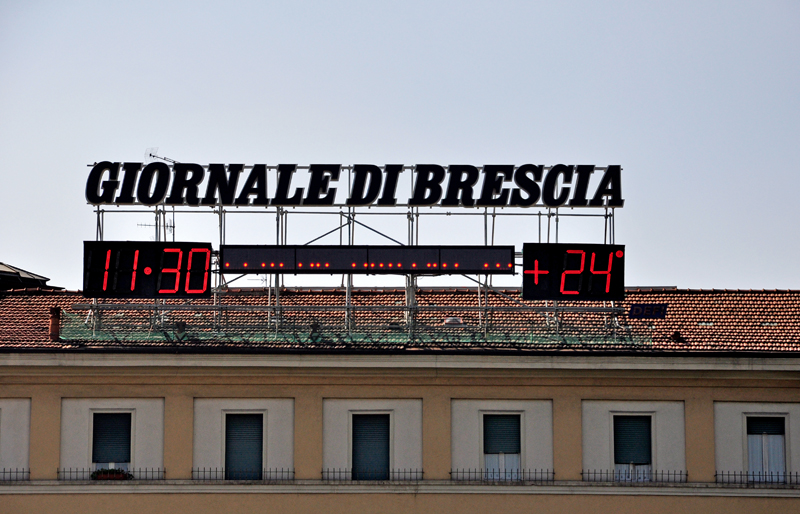 GIORNALE DI BRESCIA
11·30
+24°